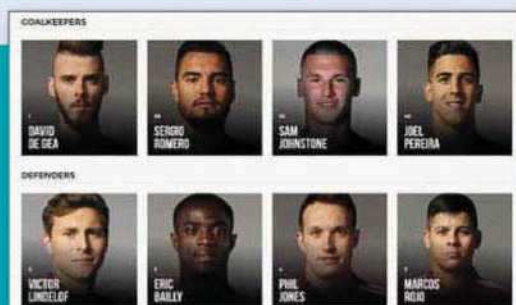 GOALKEEPERS
DAVID
DE GEA
SERGIO
ROMERO
SAM
JOHNSTONE
JOEL
PEREIRA
DEFENDERS
VICTOR
LINDELOF
ERIC
BAILLY
PHIL
JONES
MARCOS
ROJO